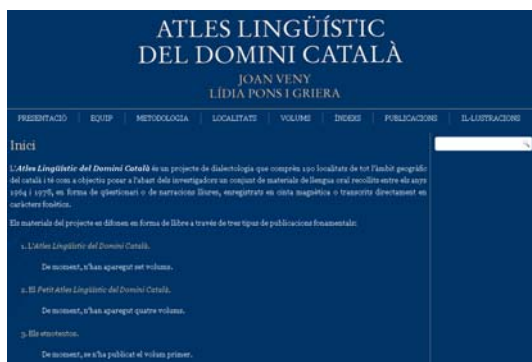 ATLES LINGÜÍSTIC
DEL DOMINI CATALÀ
JOAN VENY
LÍDIA PONS I GRIERA
PRESENTACIÓ EQUIP METODOLOGIA LOCALITATS VOLUMS ÍNDEXS PUBLICACIONS IL·LUSTRACIONS
Inici
L'Atles Lingüístic del Domini Català és un projecte de dialectologia que comprèn 190 localitats de tot l'àmbit geogràfic
del català i té com a objectiu posar a l'abast dels investigadors un conjunt de materials de llengua oral recollits entre els anys
1964 i 1978, en forma de qüestionari o de narracions lliures, enregistrats en cinta magnètica o transcrits directament en
caràcters fonètics.
Els materials del projecte es difonen en forma de llibre a través de tres tipus de publicacions fonamentals:
1. L'Atles Lingüístic del Domini Català.
De moment, n'han aparegut set volums.
2. El Petit Atles Lingüístic del Domini Català.
De moment, n'han aparegut quatre volums.
3. Els etnotextos.
De moment, se n'ha publicat el volum primer.